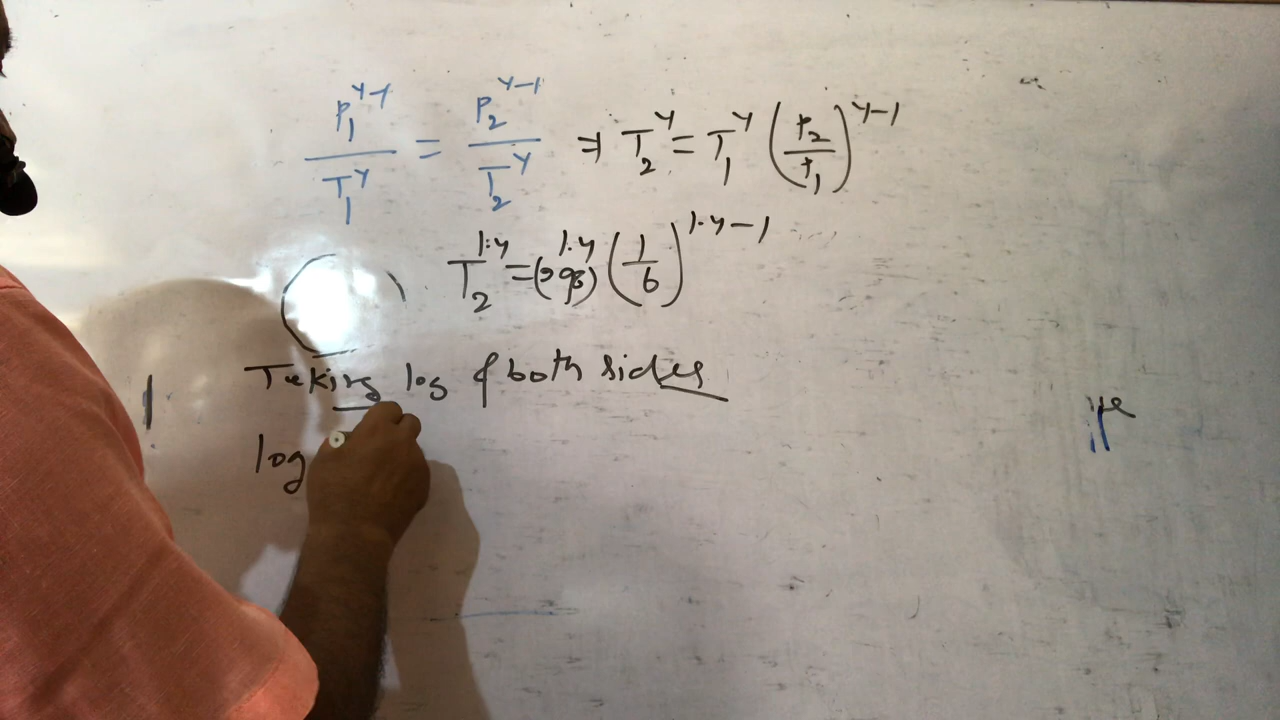 P₁^γ-1 / T₁^γ = P₂^γ-1 / T₂^γ ⇒ T₂^γ = T₁^γ (P₂ / P₁)^γ-1
T₂^1.4 = (298)^1.4 (1/6)^1.4-1
Taking log of both sides
log